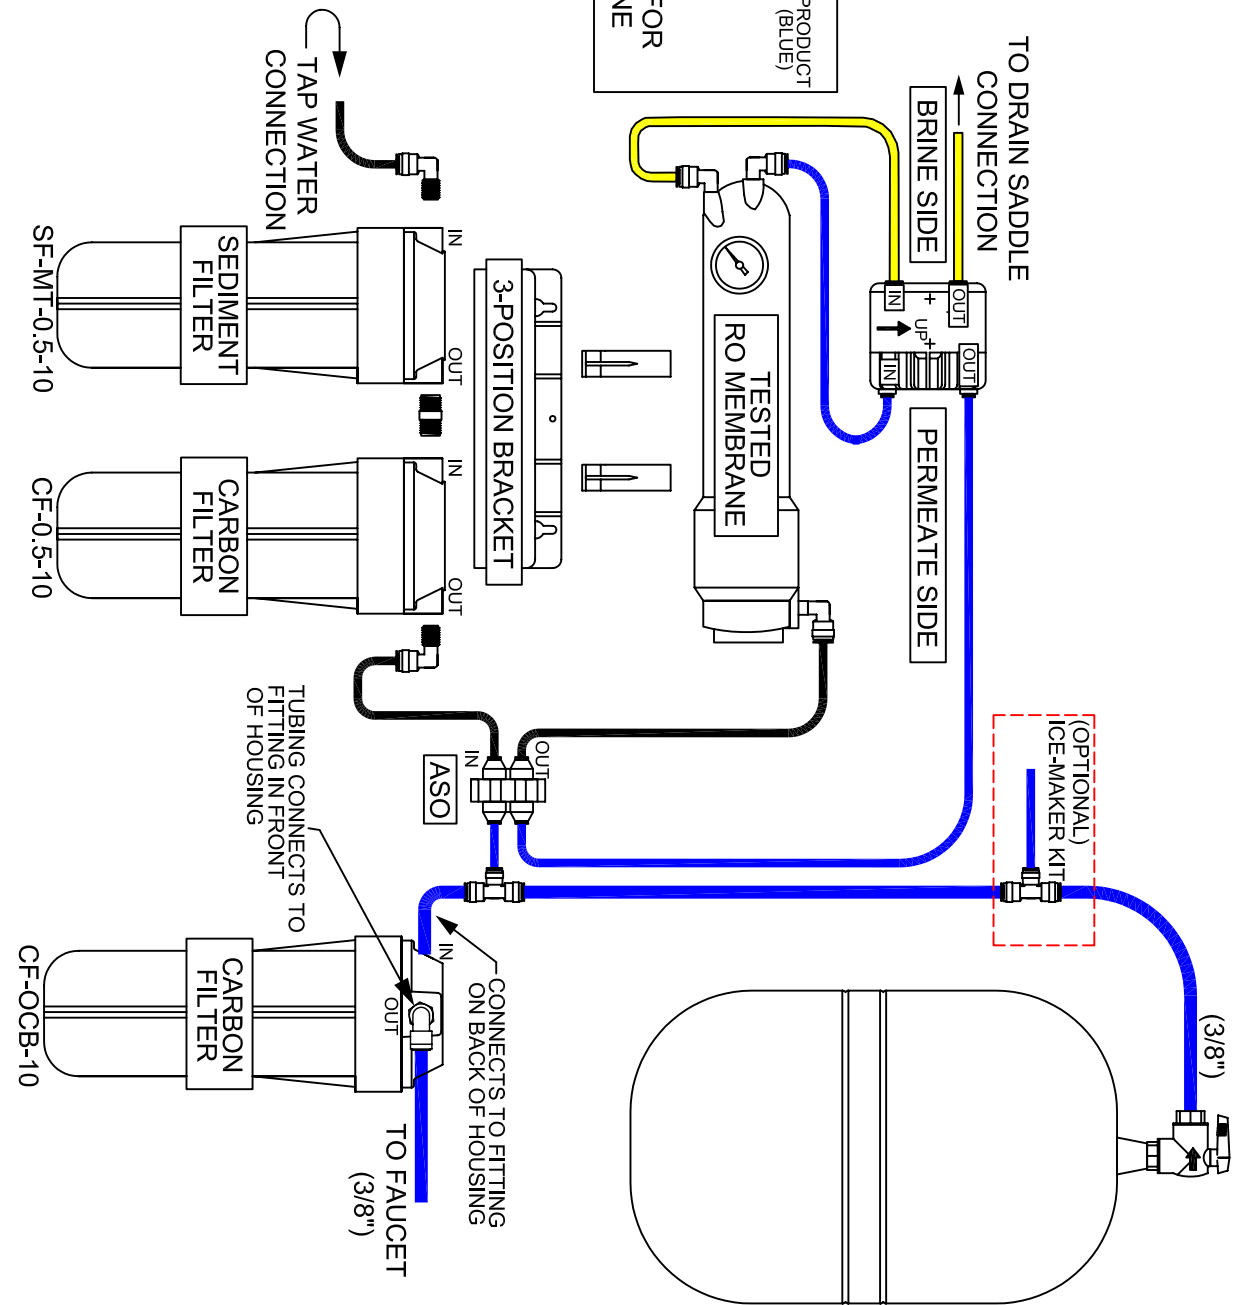 (3/8")
TO DRAIN SADDLE
CONNECTION
BRINE SIDE
PERMEATE SIDE
OUT
IN
UP
OUT
IN
(OPTIONAL)
ICE-MAKER KIT
PRODUCT
(BLUE)
FOR
NE
TESTED
RO MEMBRANE
3-POSITION BRACKET
OUT
IN
ASO
TAP WATER
CONNECTION
IN
OUT
SEDIMENT
FILTER
SF-MT-0.5-10
IN
OUT
CARBON
FILTER
CF-0.5-10
TUBING CONNECTS TO
FITTING IN FRONT
OF HOUSING
CONNECTS TO FITTING
ON BACK OF HOUSING
IN
OUT
TO FAUCET
(3/8")
CARBON
FILTER
CF-OCB-10